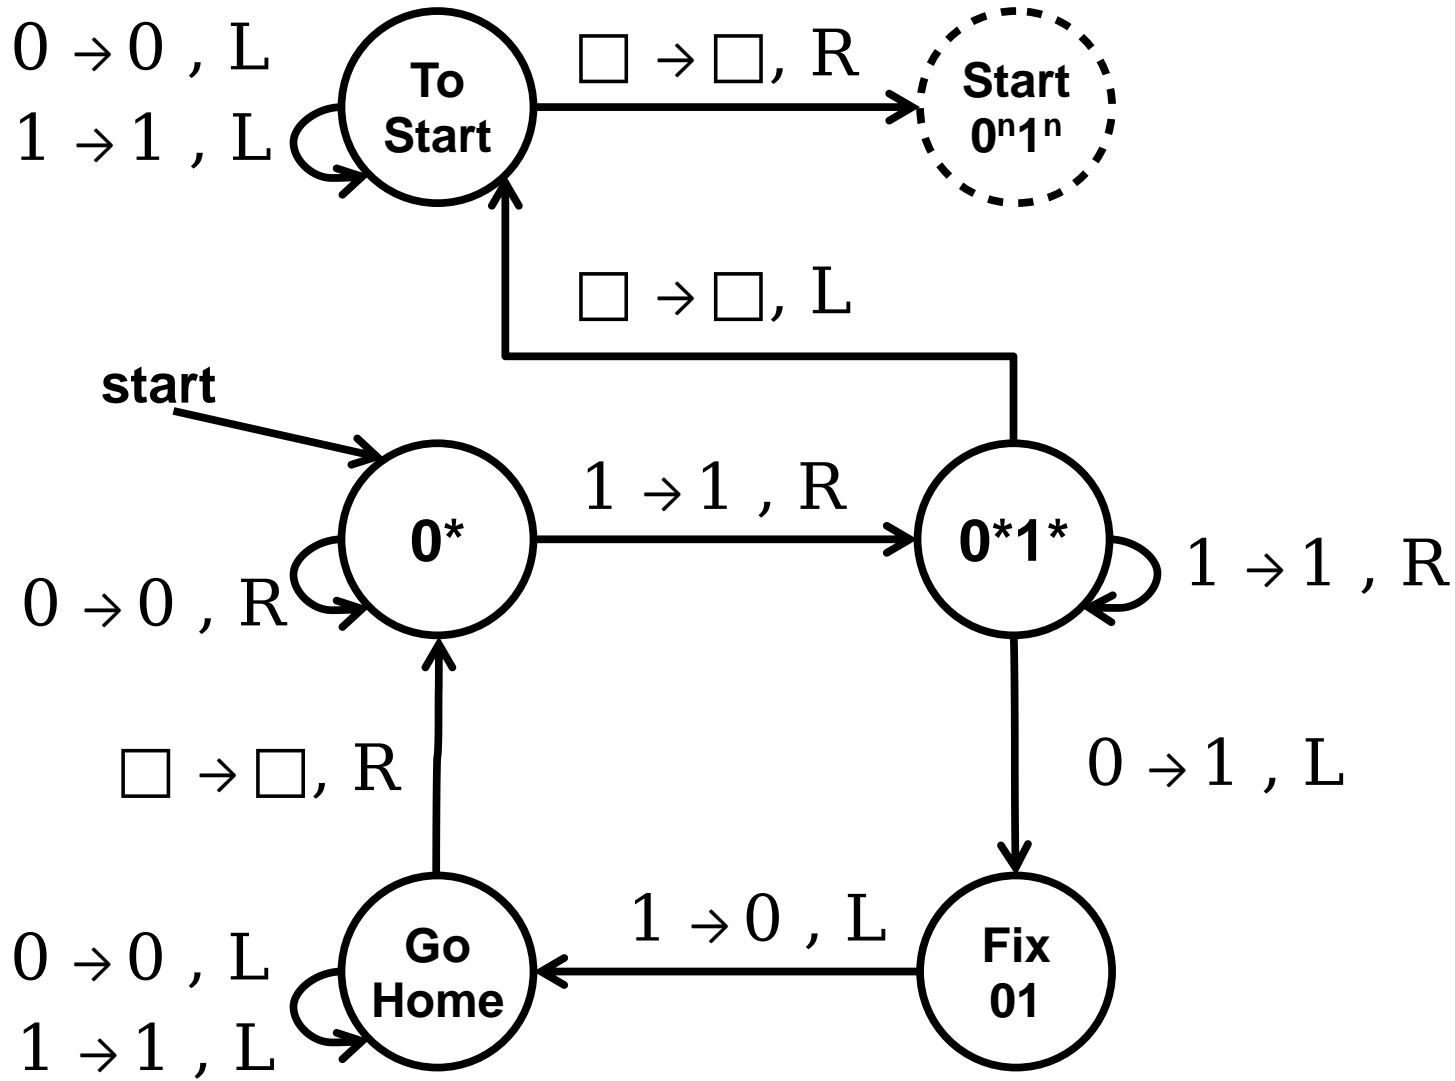 0 → 0 , L
1 → 1 , L
To
Start
□ → □, R
Start
0ⁿ1ⁿ
□ → □, L
start
0*
0 → 0 , R
1 → 1 , R
0*1*
1 → 1 , R
□ → □, R
0 → 1 , L
Go
Home
0 → 0 , L
1 → 1 , L
1 → 0 , L
Fix
01